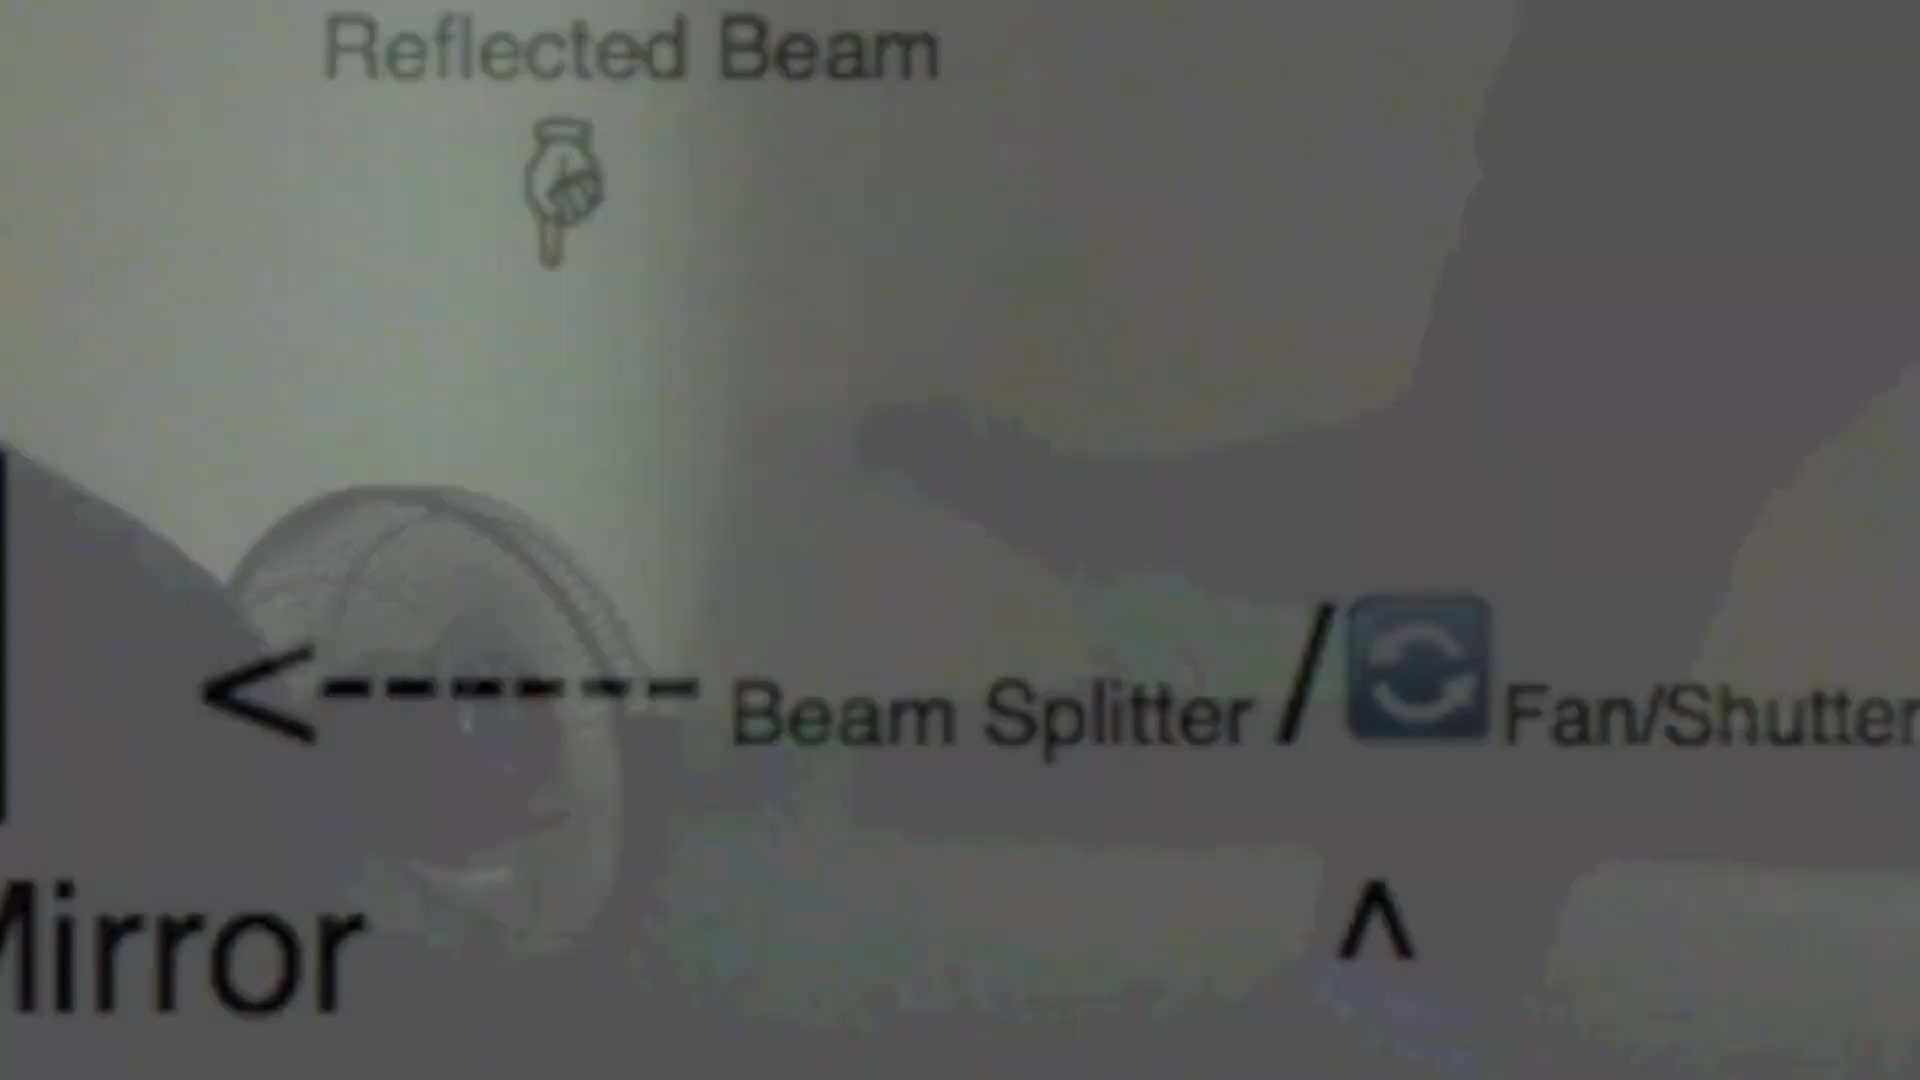 Reflected Beam
<------ Beam Splitter / Fan/Shutter
^
Mirror